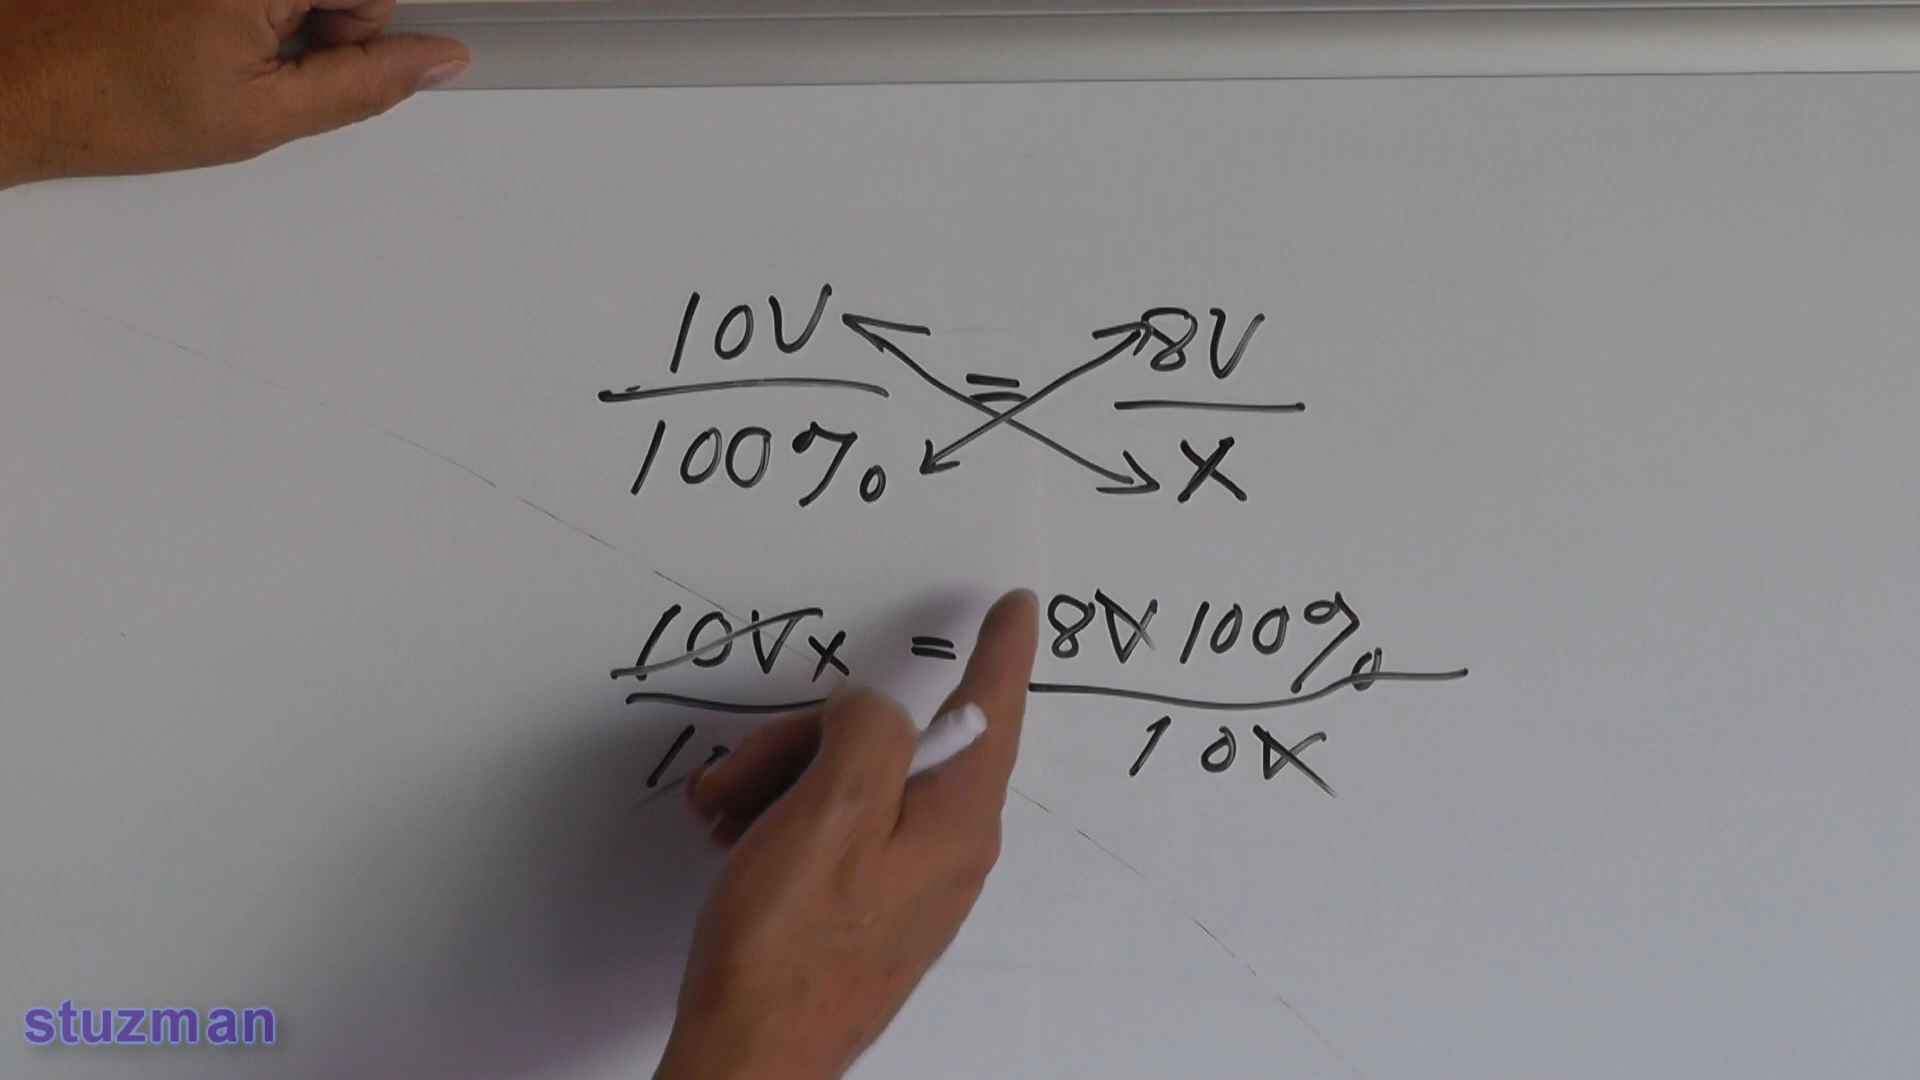 10V = 8V
100% X
10Vx = 8V 100%
10V
stuzman